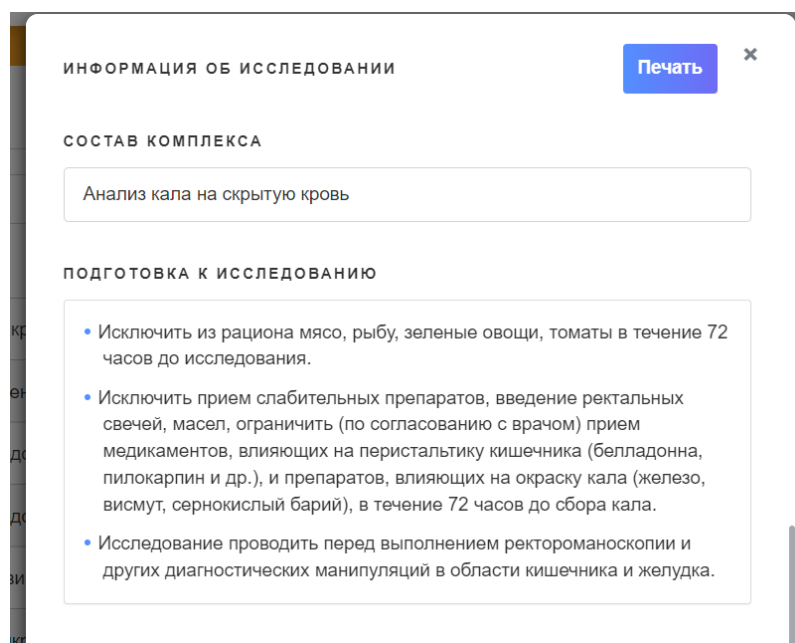 ИНФОРМАЦИЯ ОБ ИССЛЕДОВАНИИ
Печать
×
СОСТАВ КОМПЛЕКСА
Анализ кала на скрытую кровь
ПОДГОТОВКА К ИССЛЕДОВАНИЮ
• Исключить из рациона мясо, рыбу, зеленые овощи, томаты в течение 72
часов до исследования.
• Исключить прием слабительных препаратов, введение ректальных
свечей, масел, ограничить (по согласованию с врачом) прием
медикаментов, влияющих на перистальтику кишечника (белладонна,
пилокарпин и др.), и препаратов, влияющих на окраску кала (железо,
висмут, сернокислый барий), в течение 72 часов до сбора кала.
• Исследование проводить перед выполнением ректороманоскопии и
других диагностических манипуляций в области кишечника и желудка.